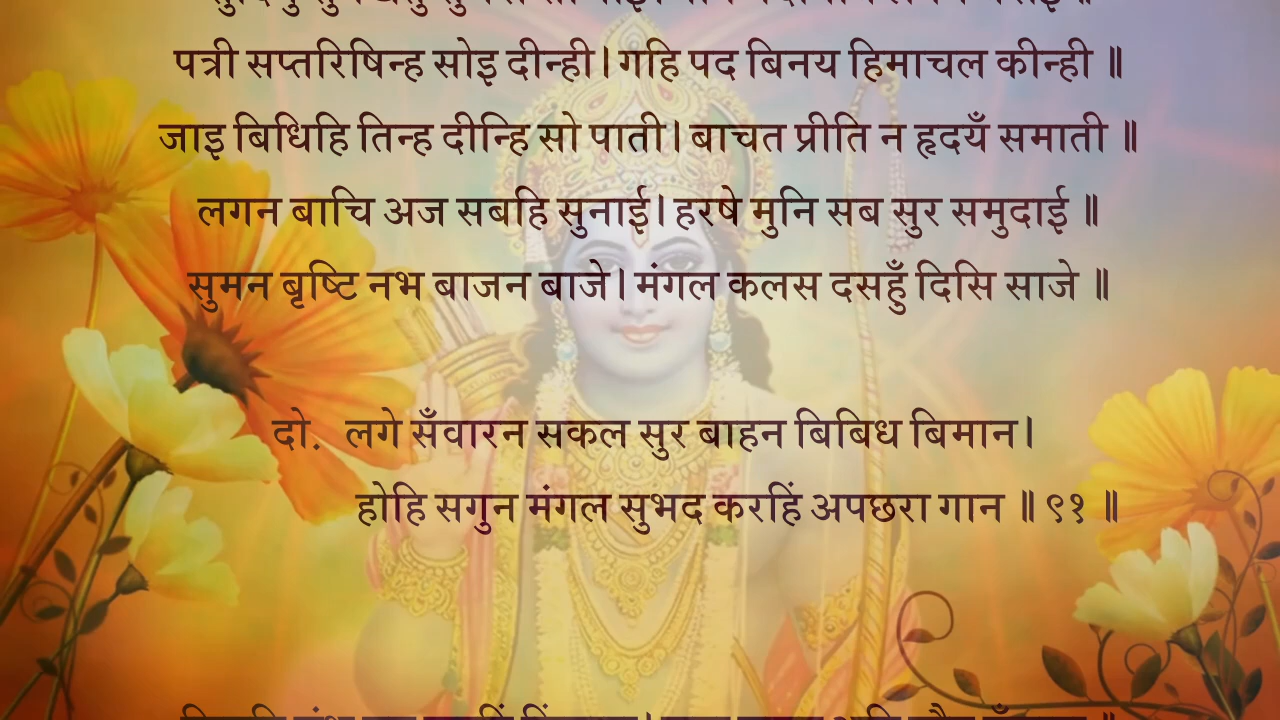 पत्री सप्तरिषिन्ह सोइ दीन्ही। गहि पद बिनय हिमाचल कीन्ही ॥
जाइ बिधिहि तिन्ह दीन्हि सो पाती। बाचत प्रीति न हृदयँ समाती ॥
लगन बाचि अज सबहि सुनाई। हरषे मुनि सब सुर समुदाई ॥
सुमन बृष्टि नभ बाजन बाजे। मंगल कलस दसहुँ दिसि साजे ॥
दो. लगे सँवारन सकल सुर बाहन बिबिध बिमान।
होहि सगुन मंगल सुभद करहिं अपछरा गान ॥ ९१ ॥